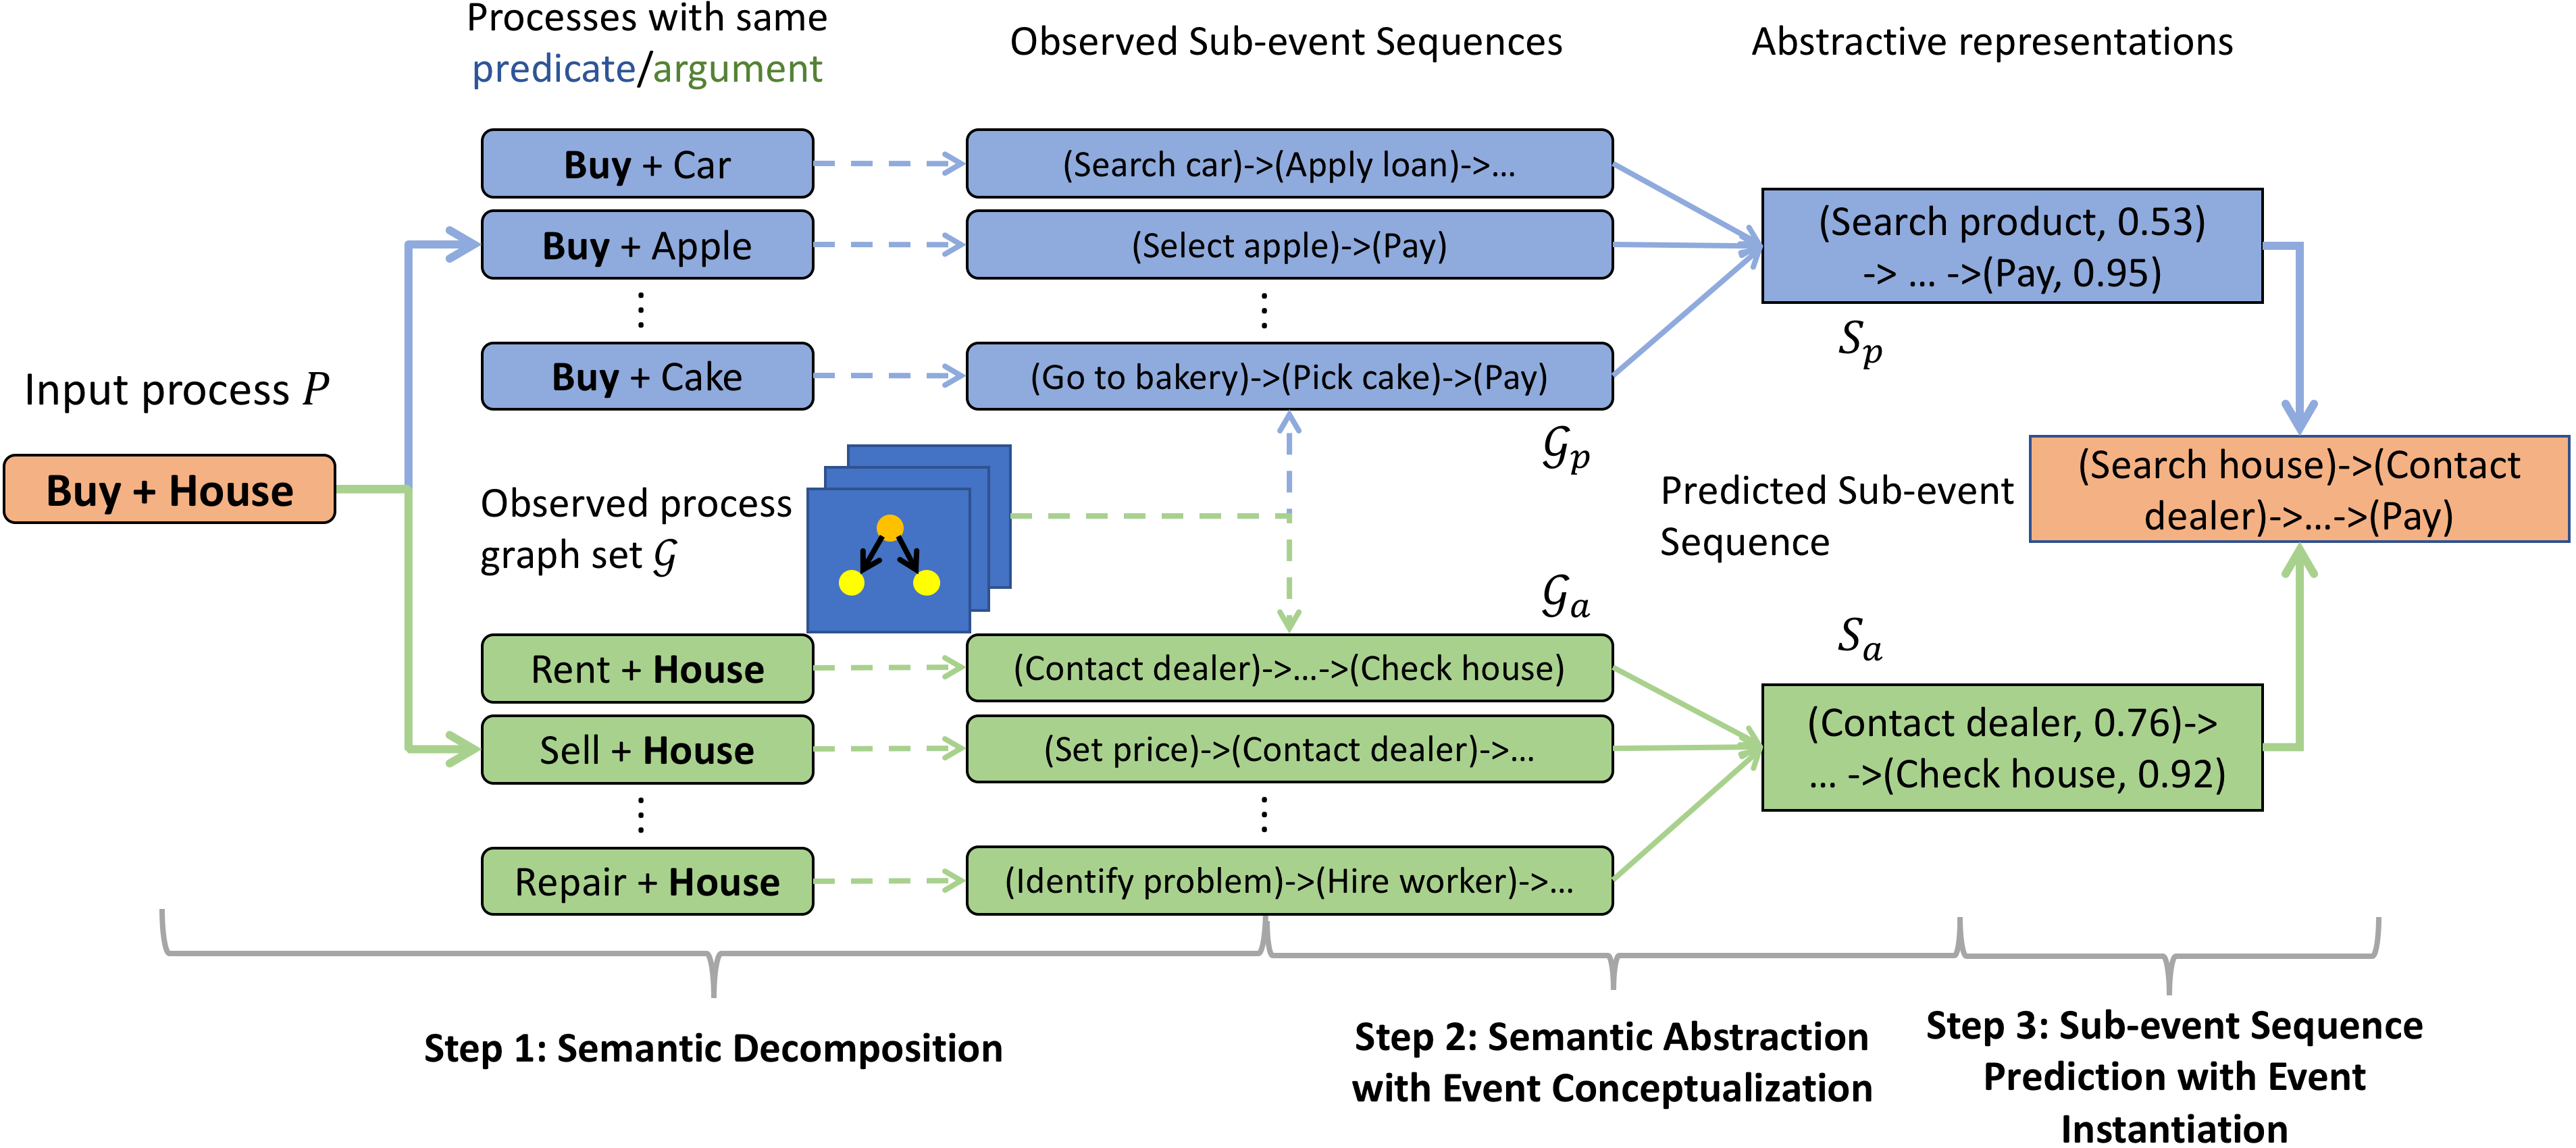 Processes with same
predicate/argument
Observed Sub-event Sequences
Abstractive representations
Buy + Car
(Search car)->(Apply loan)->...
Buy + Apple
(Select apple)->(Pay)
(Search product, 0.53)
-> ... ->(Pay, 0.95)
⋮
⋮
Buy + Cake
(Go to bakery)->(Pick cake)->(Pay)
S_p
Input process P
Buy + House
𝒢_p
Observed process
graph set 𝒢
Predicted Sub-event
Sequence
(Search house)->(Contact
dealer)->...->(Pay)
𝒢_a
S_a
Rent + House
(Contact dealer)->...->(Check house)
Sell + House
(Set price)->(Contact dealer)->...
(Contact dealer, 0.76)->
... ->(Check house, 0.92)
⋮
⋮
Repair + House
(Identify problem)->(Hire worker)->...
Step 1: Semantic Decomposition
Step 2: Semantic Abstraction
with Event Conceptualization
Step 3: Sub-event Sequence
Prediction with Event
Instantiation